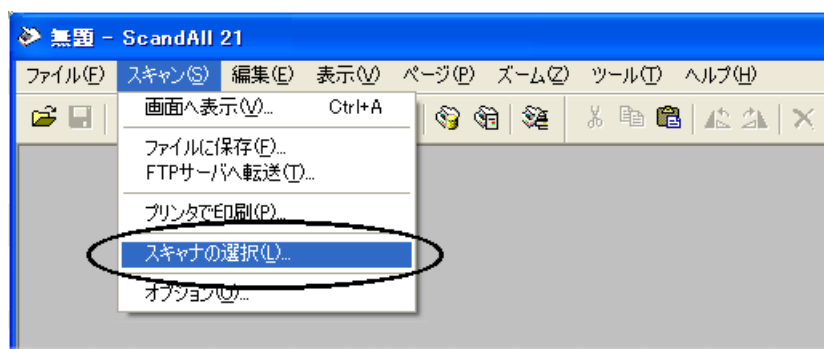 無題 - ScandAll 21
ファイル(F) スキャン(S) 編集(E) 表示(V) ページ(P) ズーム(Z) ツール(T) ヘルプ(H)
画面へ表示(V)... Ctrl+A
ファイルに保存(F)...
FTPサーバへ転送(T)...
プリンタで印刷(P)...
スキャナの選択(L)...
オプション(O)...